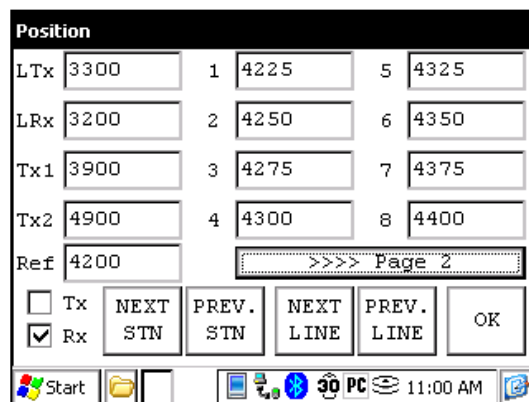 Position
LTx 3300 1 4225 5 4325
LRx 3200 2 4250 6 4350
Tx1 3900 3 4275 7 4375
Tx2 4900 4 4300 8 4400
Ref 4200 >>>> Page 2
Tx NEXT STN PREV. STN NEXT LINE PREV. LINE OK
Rx
Start PC 11:00 AM